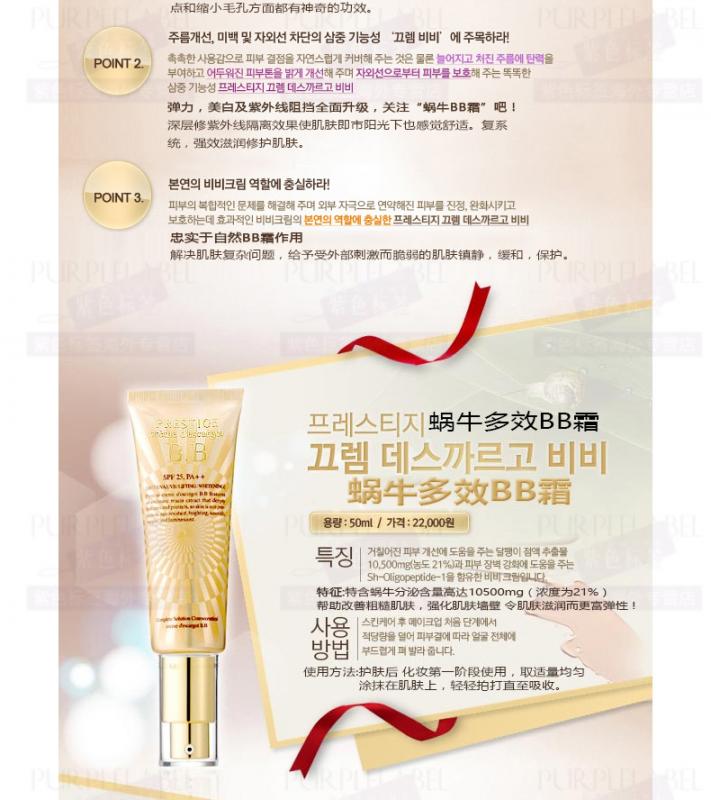 点和缩小毛孔方面都有神奇的功效。
POINT 2.
주름개선, 미백 및 자외선 차단의 삼중 기능성 ‘끄렘 비비’에 주목하라!
촉촉한 사용감으로 피부 결점을 자연스럽게 커버해 주는 것은 물론 늘어지고 처진 주름에 탄력을
부여하고 어두워진 피부톤을 밝게 개선해 주며 자외선으로부터 피부를 보호해 주는 똑똑한
삼중 기능성 프레스티지 끄렘 데스까르고 비비
弹力，美白及紫外线阻挡全面升级，关注“蜗牛BB霜”吧！
深层修紫外线隔离效果使肌肤即市阳光下也感觉舒适。复系
统，强效滋润修护肌肤。
POINT 3.
본연의 비비크림 역할에 충실하라!
피부의 복합적인 문제를 해결해 주며 외부 자극으로 연약해진 피부를 진정, 완화시키고
보호하는데 효과적인 비비크림의 본연의 역할에 충실한 프레스티지 끄렘 데스까르고 비비
忠实于自然BB霜作用
解决肌肤复杂问题，给予受外部刺激而脆弱的肌肤镇静，缓和，保护。
PURPLELABEL
PRESTIGE
B.B
SPF 25, PA++
프레스티지 蜗牛多效BB霜
끄렘 데스까르고 비비
蜗牛多效BB霜
용량 : 50ml / 가격 : 22,000원
특징
거칠어진 피부 개선에 도움을 주는 달팽이 점액 추출물
10,500mg(농도 21%)과 피부 장벽 강화에 도움을 주는
Sh-Oligopeptide-1을 함유한 비비 크림입니다.
特征:特含蜗牛分泌含量高达10500mg（浓度为21%）
帮助改善粗糙肌肤，强化肌肤墙壁 令肌肤滋润而更富弹性！
사용
방법
스킨케어 후 메이크업 처음 단계에서
적당량을 덜어 피부결에 따라 얼굴 전체에
부드럽게 펴 발라 줍니다.
使用方法:护肤后 化妆第一阶段使用，取适量均匀
涂抹在肌肤上，轻轻拍打直至吸收。